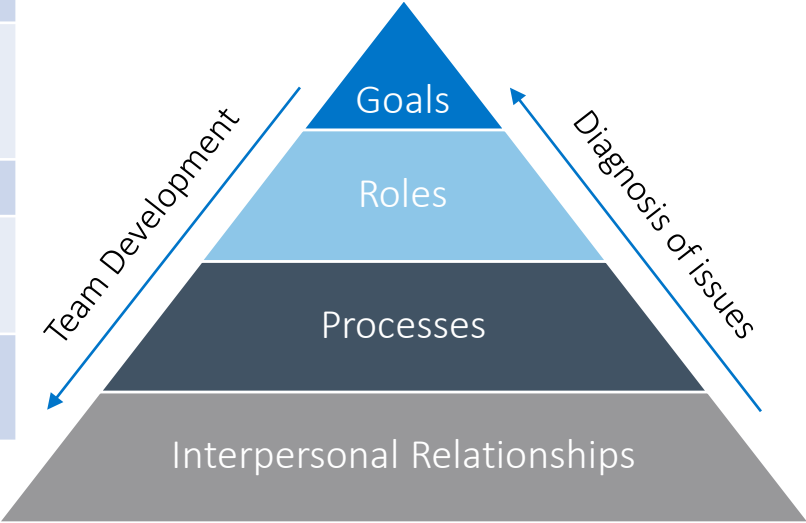 Goals
Roles
Processes
Interpersonal Relationships
Team Development
Diagnosis of issues